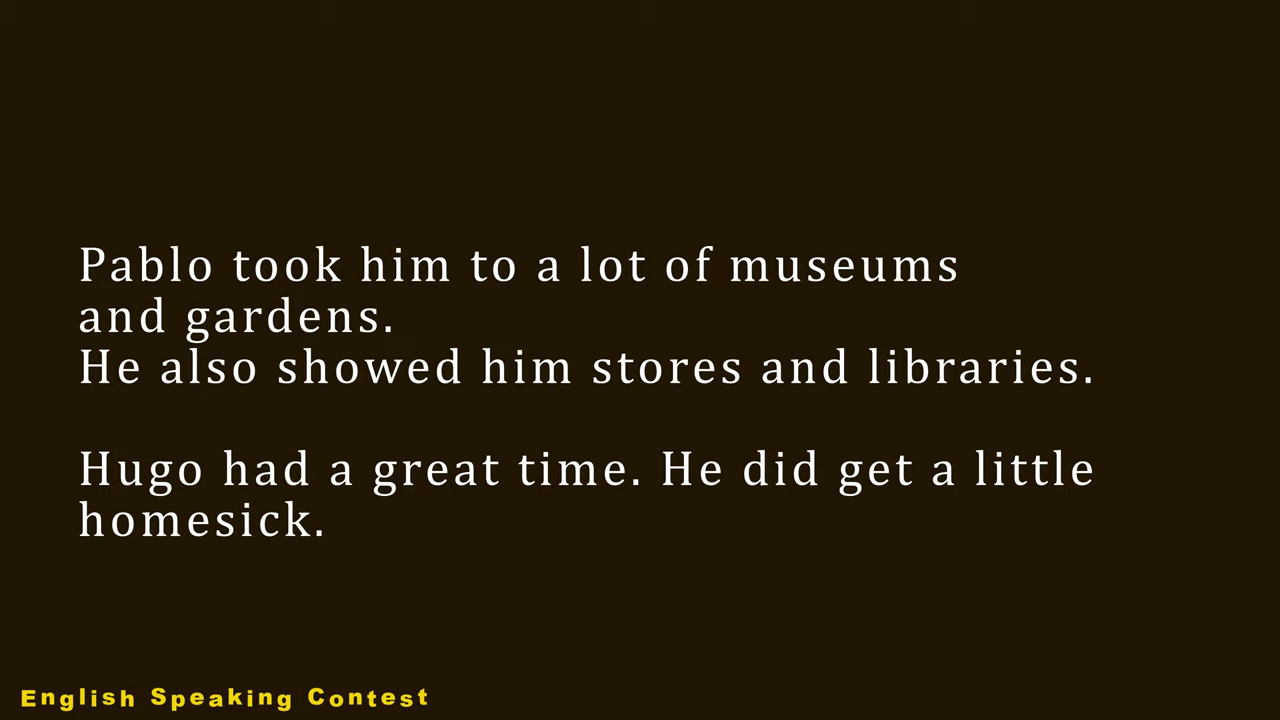 Pablo took him to a lot of museums
and gardens.
He also showed him stores and libraries.
Hugo had a great time. He did get a little
homesick.
English Speaking Contest